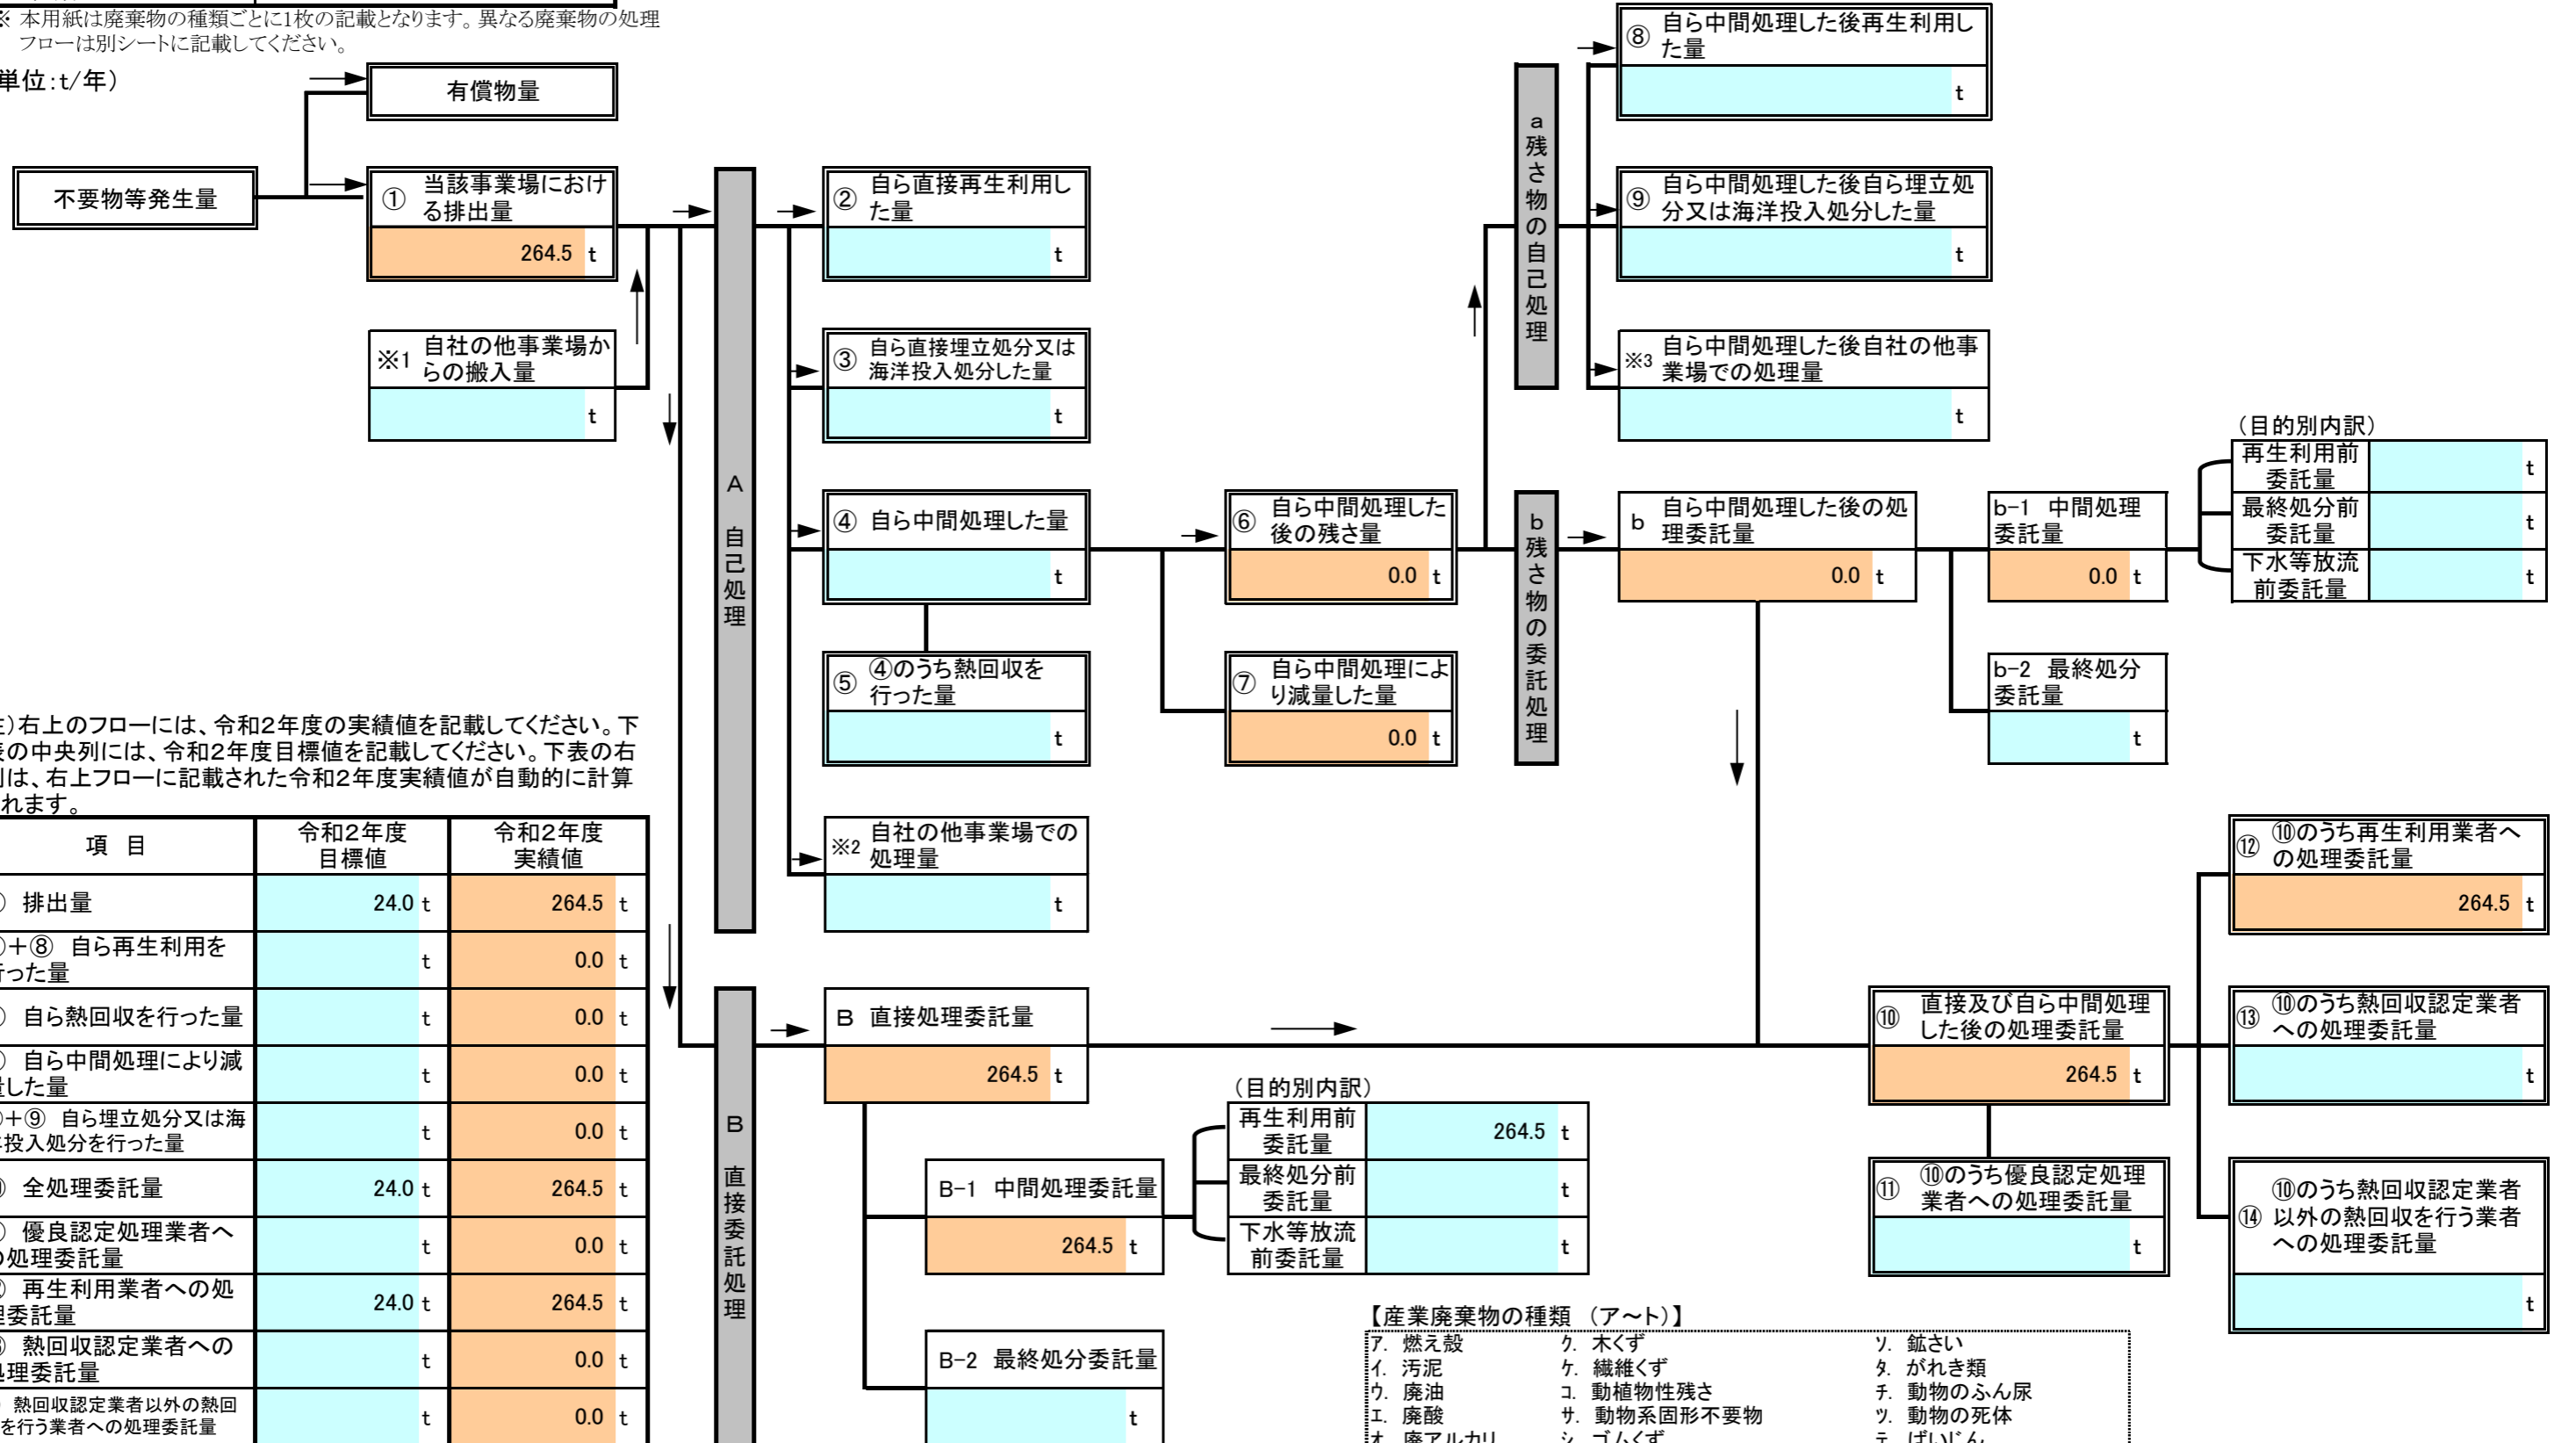 ※ 本用紙は廃棄物の種類ごとに1枚の記載となります。異なる廃棄物の処理
フローは別シートに記載してください。
単位:t/年)
有償物量
不要物等発生量
① 当該事業場におけ
る排出量
264.5 t
※1 自社の他事業場か
らの搬入量
t
A 自己処理
② 自ら直接再生利用し
た量
t
③ 自ら直接埋立処分又は
海洋投入処分した量
t
④ 自ら中間処理した量
t
⑤ ④のうち熱回収を
行った量
t
※2 自社の他事業場での
処理量
t
⑥ 自ら中間処理した
後の残さ量
0.0 t
⑦ 自ら中間処理によ
り減量した量
0.0 t
a残さ物の自己処理
⑧ 自ら中間処理した後再生利用し
た量
t
⑨ 自ら中間処理した後自ら埋立処
分又は海洋投入処分した量
t
※3 自ら中間処理した後自社の他事
業場での処理量
t
b残さ物の委託処理
b 自ら中間処理した後の処
理委託量
0.0 t
b-1 中間処理
委託量
0.0 t
b-2 最終処分
委託量
t
(目的別内訳)
再生利用前
委託量
t
最終処分前
委託量
t
下水等放流
前委託量
t
)右上のフローには、令和2年度の実績値を記載してください。下
の中央列には、令和2年度目標値を記載してください。下表の右
は、右上フローに記載された令和2年度実績値が自動的に計算
れます。
項 目 令和2年度
目標値 令和2年度
実績値
排出量 24.0 t 264.5 t
+⑧ 自ら再生利用を
った量 t 0.0 t
自ら熱回収を行った量 t 0.0 t
自ら中間処理により減
した量 t 0.0 t
+⑨ 自ら埋立処分又は海
投入処分を行った量 t 0.0 t
全処理委託量 24.0 t 264.5 t
優良認定処理業者へ
処理委託量 t 0.0 t
再生利用業者への処
委託量 24.0 t 264.5 t
熱回収認定業者への
理委託量 t 0.0 t
熱回収認定業者以外の熱回
を行う業者への処理委託量 t 0.0 t
B 直接委託処理
B 直接処理委託量
264.5 t
B-1 中間処理委託量
264.5 t
B-2 最終処分委託量
t
(目的別内訳)
再生利用前
委託量
264.5 t
最終処分前
委託量
t
下水等放流
前委託量
t
⑩ 直接及び自ら中間処理
した後の処理委託量
264.5 t
⑪ ⑩のうち優良認定処理
業者への処理委託量
t
⑫ ⑩のうち再生利用業者へ
の処理委託量
264.5 t
⑬ ⑩のうち熱回収認定業者
への処理委託量
t
⑭ ⑩のうち熱回収認定業者
以外の熱回収を行う業者
への処理委託量
t
【産業廃棄物の種類 (ア~ト)】
ア. 燃え殻 ク. 木くず ソ. 鉱さい
イ. 汚泥 ケ. 繊維くず タ. がれき類
ウ. 廃油 コ. 動植物性残さ チ. 動物のふん尿
エ. 廃酸 サ. 動物系固形不要物 ツ. 動物の死体
オ. 廃アルカリ シ. ゴムくず テ. ばいじん